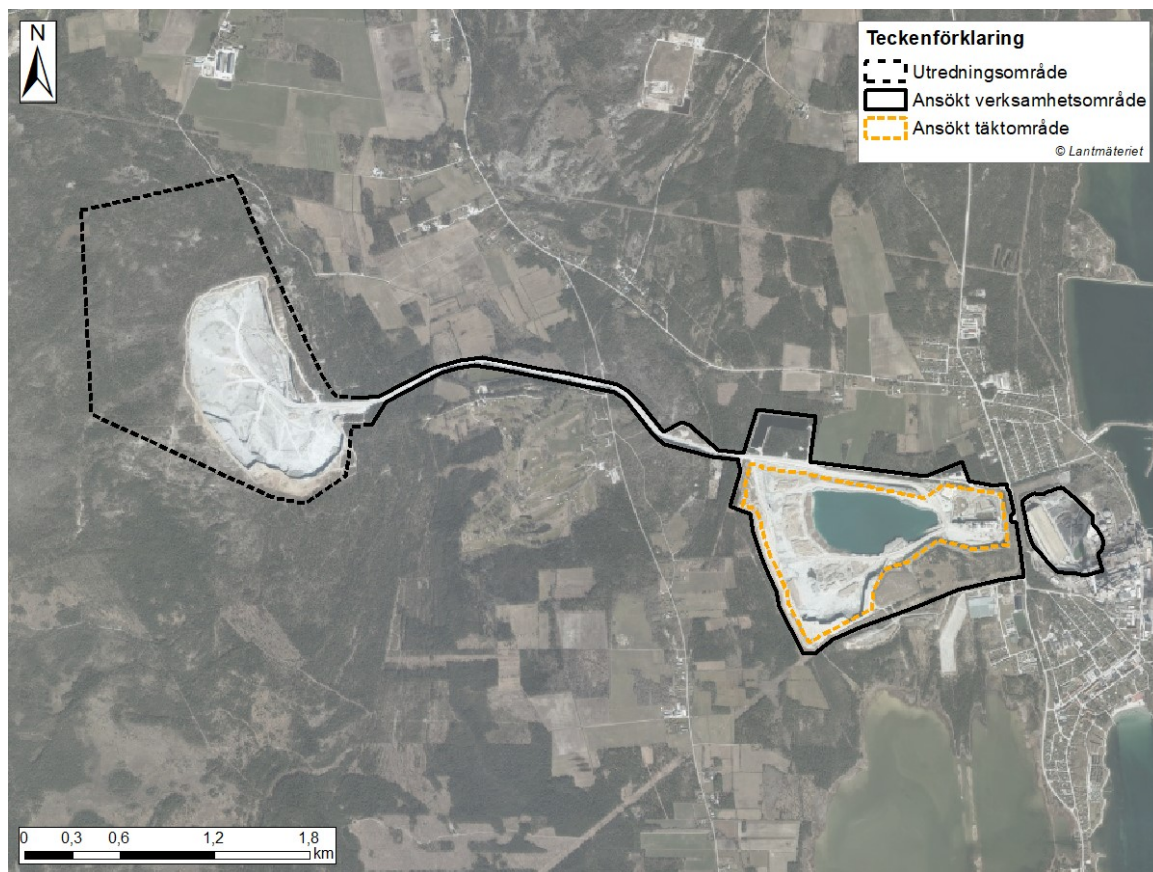 N
Teckenförklaring
Utredningsområde
Ansökt verksamhetsområde
Ansökt täktområde
© Lantmäteriet
0 0,3 0,6 1,2 1,8
km